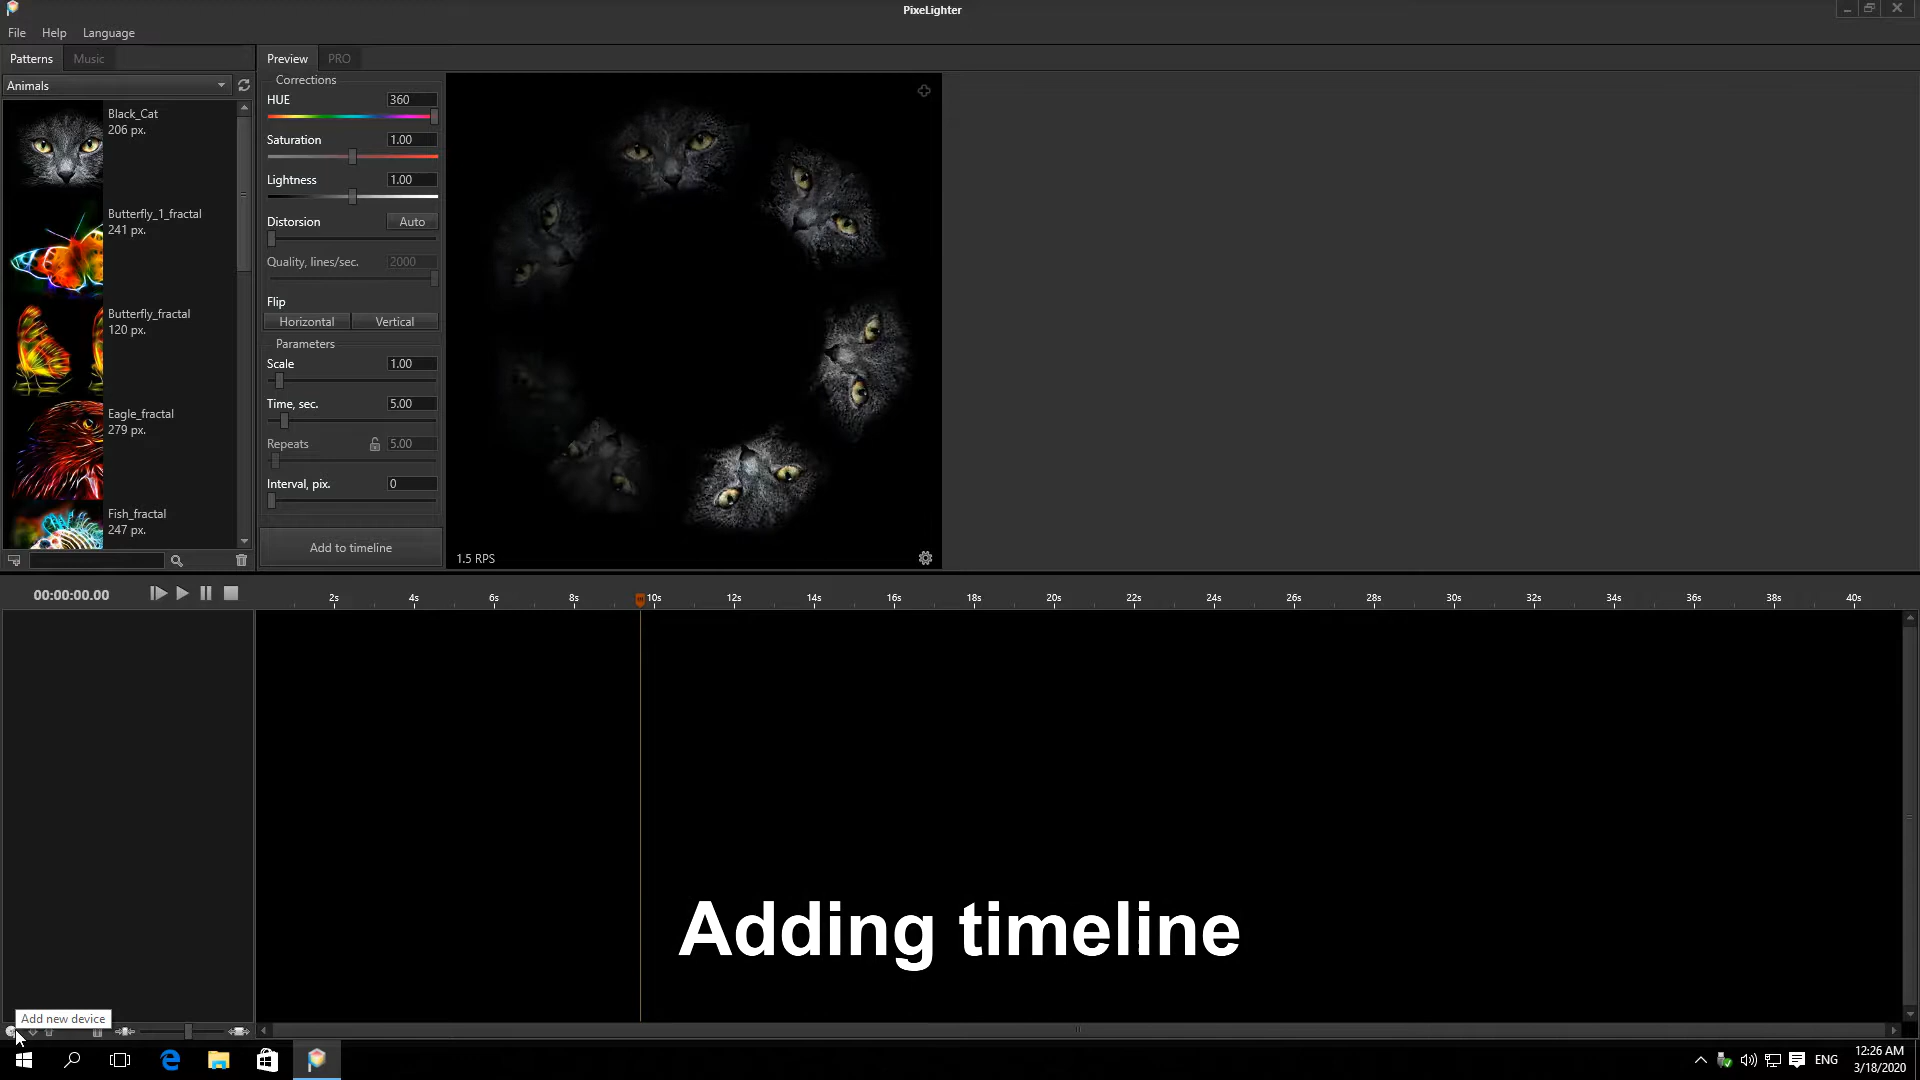 PixeLighter
File Help Language
Patterns Music
Preview PRO
Animals
Black_Cat
206 px.
Butterfly_1_fractal
241 px.
Butterfly_fractal
120 px.
Eagle_fractal
279 px.
Fish_fractal
247 px.
Corrections
HUE 360
Saturation 1.00
Lightness 1.00
Distorsion Auto
Quality, lines/sec. 2000
Flip
Horizontal Vertical
Parameters
Scale 1.00
Time, sec. 5.00
Repeats 5.00
Interval, pix. 0
Add to timeline
1.5 RPS
00:00:00.00
2s 4s 6s 8s 10s 12s 14s 16s 18s 20s 22s 24s 26s 28s 30s 32s 34s 36s 38s 40s
Adding timeline
Add new device
ENG
12:26 AM
3/18/2020